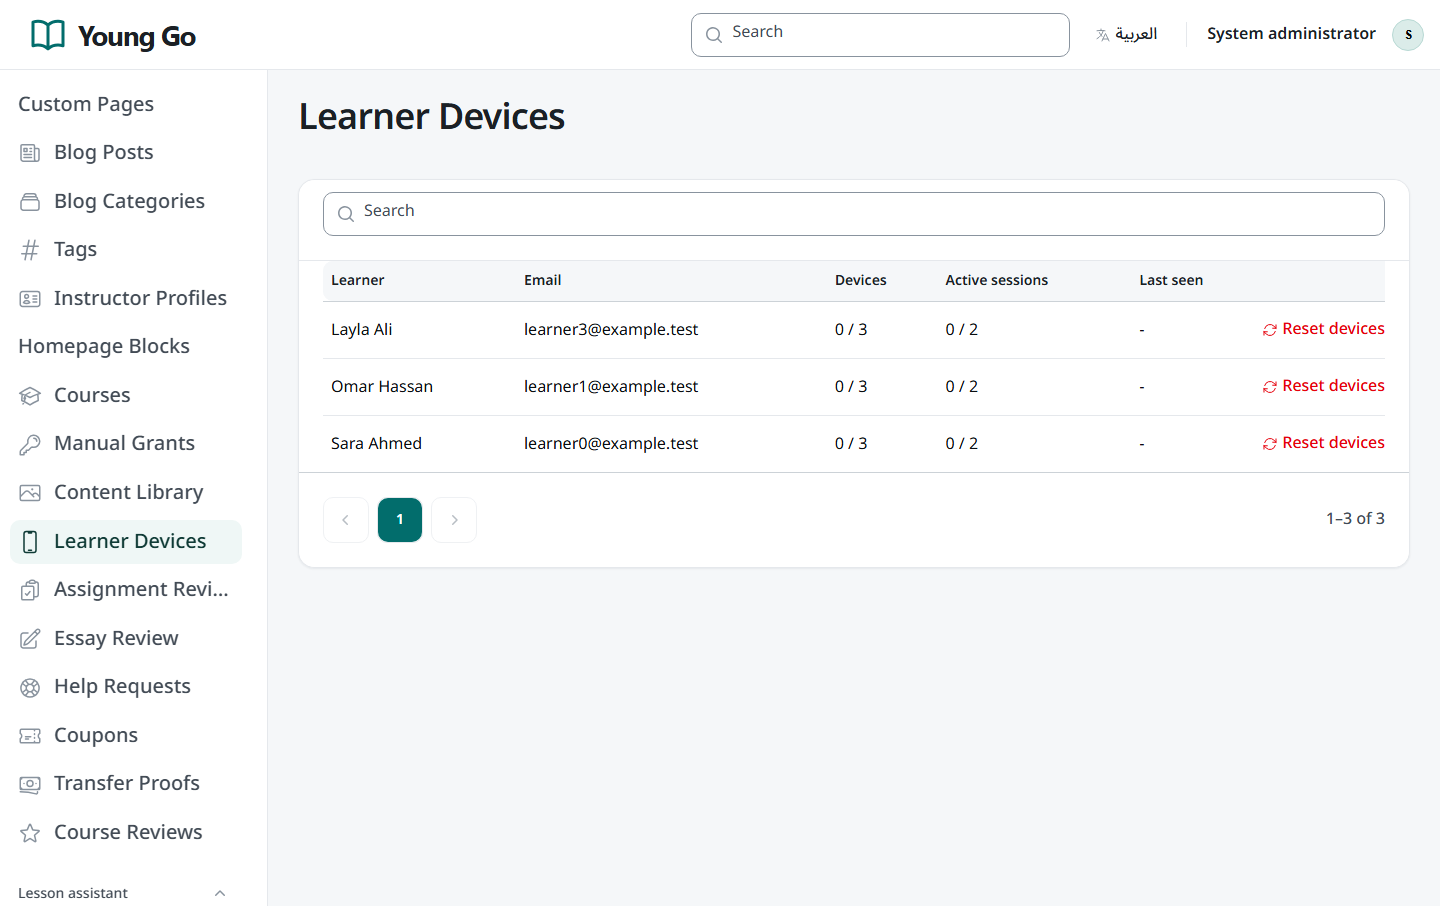 Young Go
Search
العربية
System administrator
S
Custom Pages
Blog Posts
Blog Categories
Tags
Instructor Profiles
Homepage Blocks
Courses
Manual Grants
Content Library
Learner Devices
Assignment Revi...
Essay Review
Help Requests
Coupons
Transfer Proofs
Course Reviews
Lesson assistant
Learner Devices
Search
Learner Email Devices Active sessions Last seen
Layla Ali learner3@example.test 0 / 3 0 / 2 - Reset devices
Omar Hassan learner1@example.test 0 / 3 0 / 2 - Reset devices
Sara Ahmed learner0@example.test 0 / 3 0 / 2 - Reset devices
1
1–3 of 3